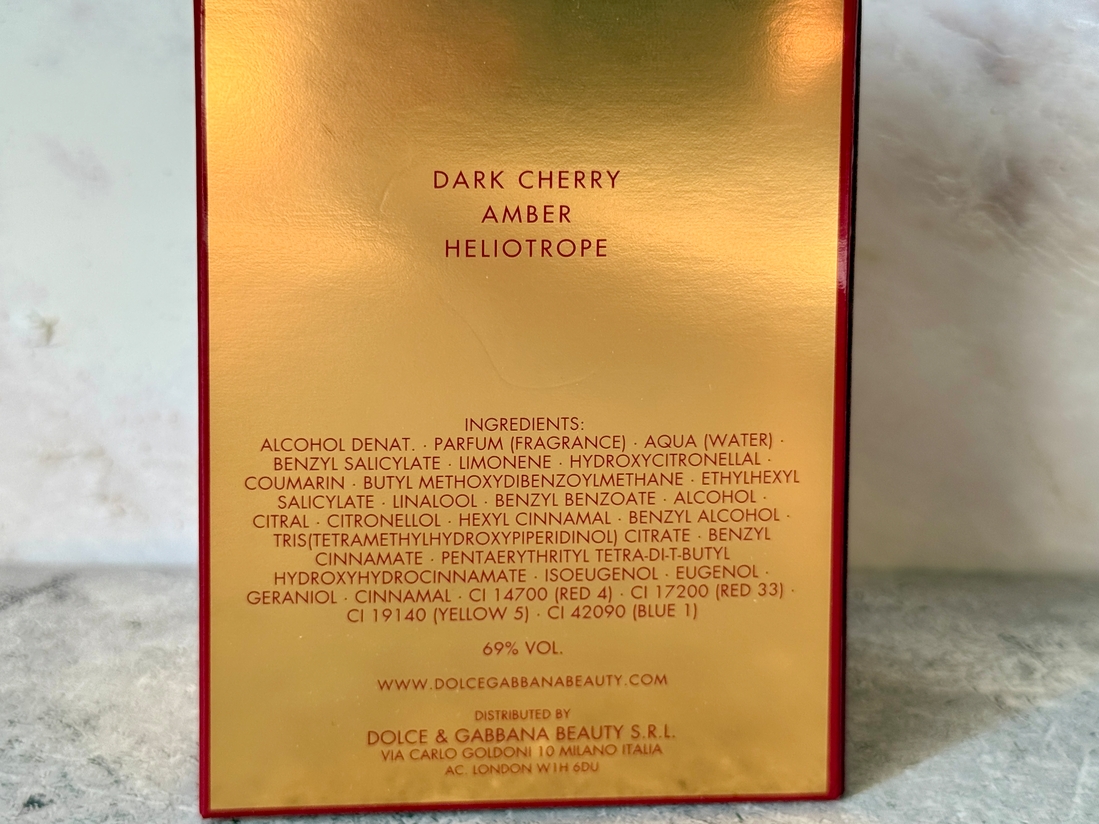 DARK CHERRY
AMBER
HELIOTROPE
INGREDIENTS:
ALCOHOL DENAT. · PARFUM (FRAGRANCE) · AQUA (WATER) ·
BENZYL SALICYLATE · LIMONENE · HYDROXYCITRONELLAL ·
COUMARIN · BUTYL METHOXYDIBENZOYLMETHANE · ETHYLHEXYL
SALICYLATE · LINALOOL · BENZYL BENZOATE · ALCOHOL ·
CITRAL · CITRONELLOL · HEXYL CINNAMAL · BENZYL ALCOHOL ·
TRIS(TETRAMETHYLHYDROXYPIPERIDINOL) CITRATE · BENZYL
CINNAMATE · PENTAERYTHRITYL TETRA-DI-T-BUTYL
HYDROXYHYDROCINNAMATE · ISOEUGENOL · EUGENOL ·
GERANIOL · CINNAMAL · CI 14700 (RED 4) · CI 17200 (RED 33) ·
CI 19140 (YELLOW 5) · CI 42090 (BLUE 1)
69% VOL.
WWW.DOLCEGABBANABEAUTY.COM
DISTRIBUTED BY
DOLCE & GABBANA BEAUTY S.R.L.
VIA CARLO GOLDONI 10 MILANO ITALIA
AC. LONDON W1H 6DU